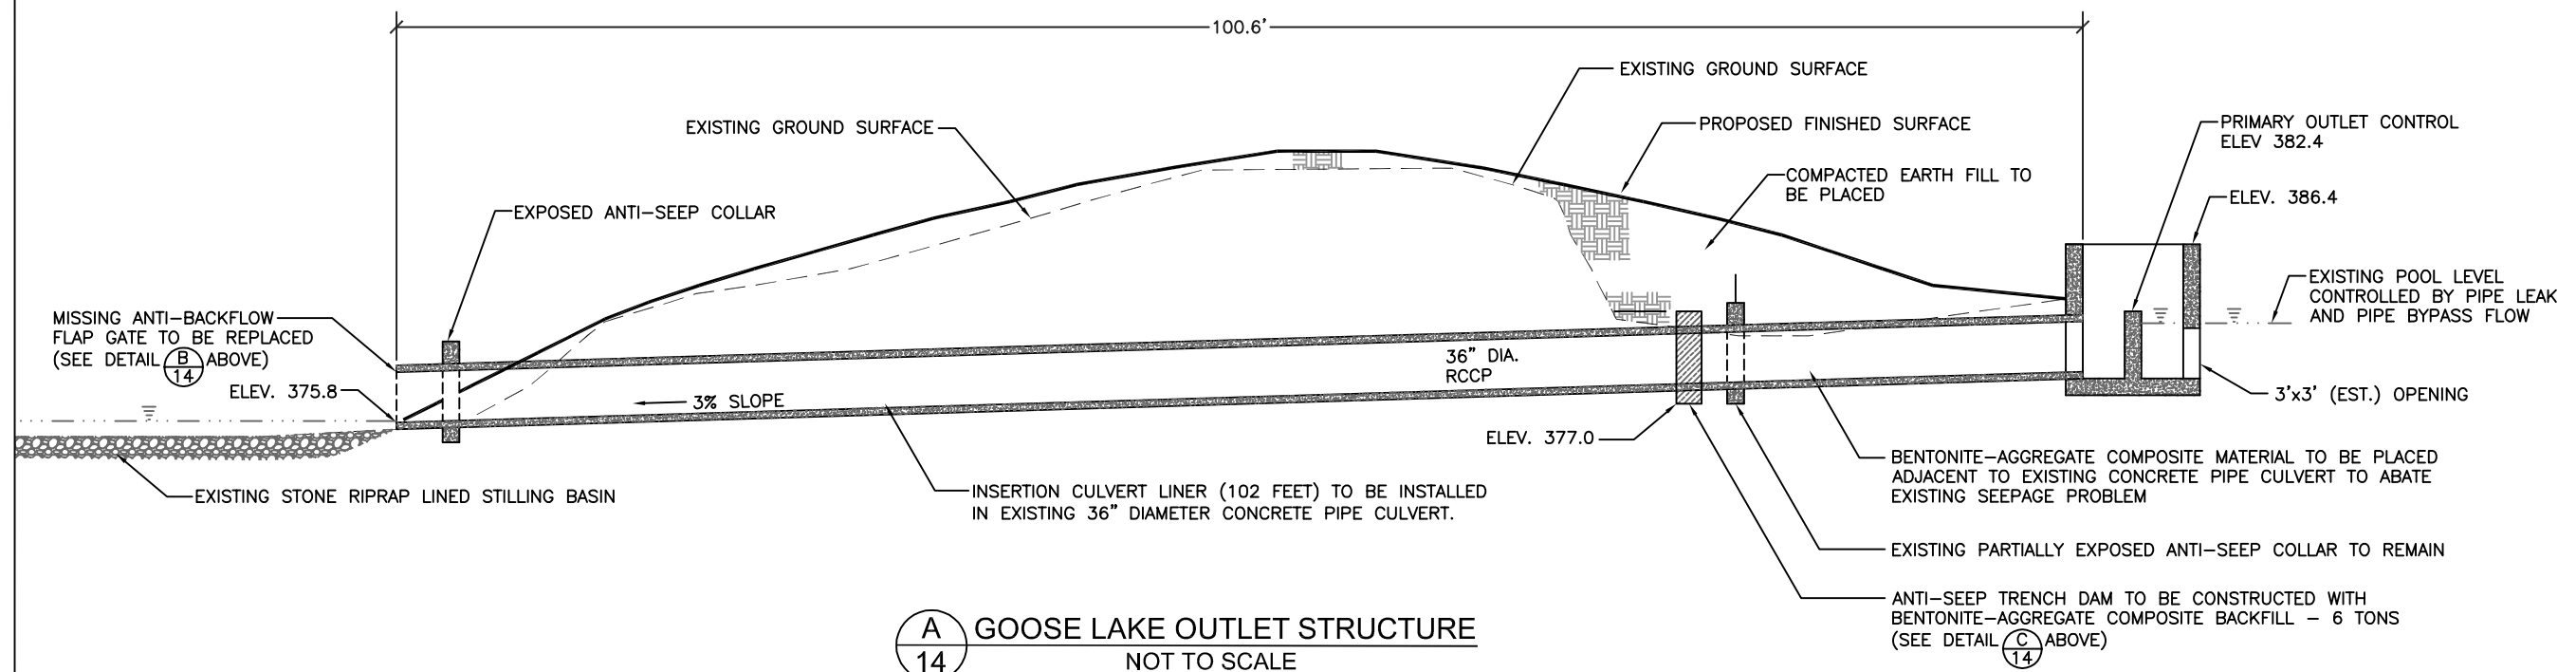 100.6'
EXISTING GROUND SURFACE
EXISTING GROUND SURFACE
PROPOSED FINISHED SURFACE
PRIMARY OUTLET CONTROL
ELEV 382.4
COMPACTED EARTH FILL TO
BE PLACED
ELEV. 386.4
EXPOSED ANTI-SEEP COLLAR
EXISTING POOL LEVEL
CONTROLLED BY PIPE LEAK
AND PIPE BYPASS FLOW
MISSING ANTI-BACKFLOW
FLAP GATE TO BE REPLACED
(SEE DETAIL B/14 ABOVE)
ELEV. 375.8
36" DIA.
RCCP
3% SLOPE
3'x3' (EST.) OPENING
ELEV. 377.0
BENTONITE-AGGREGATE COMPOSITE MATERIAL TO BE PLACED
ADJACENT TO EXISTING CONCRETE PIPE CULVERT TO ABATE
EXISTING SEEPAGE PROBLEM
EXISTING STONE RIPRAP LINED STILLING BASIN
INSERTION CULVERT LINER (102 FEET) TO BE INSTALLED
IN EXISTING 36" DIAMETER CONCRETE PIPE CULVERT.
EXISTING PARTIALLY EXPOSED ANTI-SEEP COLLAR TO REMAIN
ANTI-SEEP TRENCH DAM TO BE CONSTRUCTED WITH
BENTONITE-AGGREGATE COMPOSITE BACKFILL - 6 TONS
(SEE DETAIL C/14 ABOVE)
A GOOSE LAKE OUTLET STRUCTURE
14 NOT TO SCALE